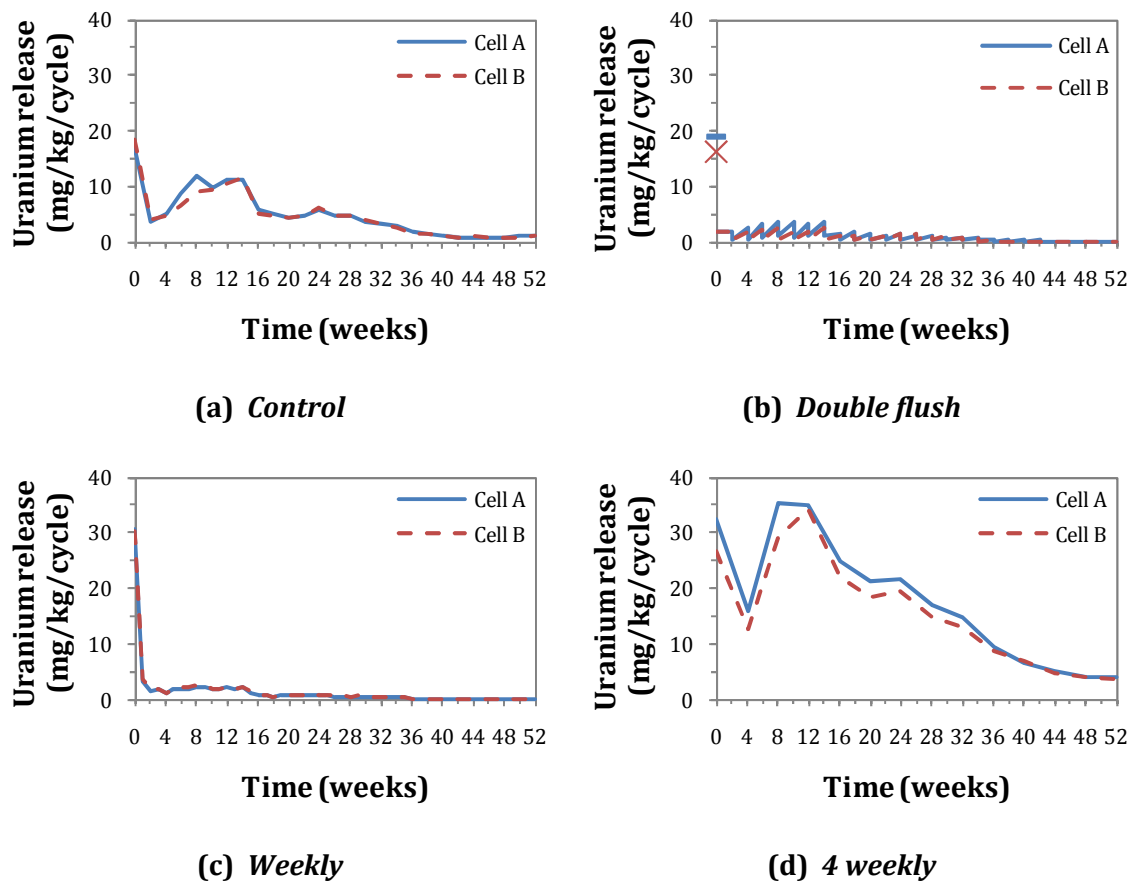 Uranium release
(mg/kg/cycle)
40
30
20
10
0
Cell A
Cell B
0 4 8 12 16 20 24 28 32 36 40 44 48 52
Time (weeks)
(a) Control
Uranium release
(mg/kg/cycle)
40
30
20
10
0
Cell A
Cell B
0 4 8 12 16 20 24 28 32 36 40 44 48 52
Time (weeks)
(b) Double flush
Uranium release
(mg/kg/cycle)
40
30
20
10
0
Cell A
Cell B
0 4 8 12 16 20 24 28 32 36 40 44 48 52
Time (weeks)
(c) Weekly
Uranium release
(mg/kg/cycle)
40
30
20
10
0
Cell A
Cell B
0 4 8 12 16 20 24 28 32 36 40 44 48 52
Time (weeks)
(d) 4 weekly